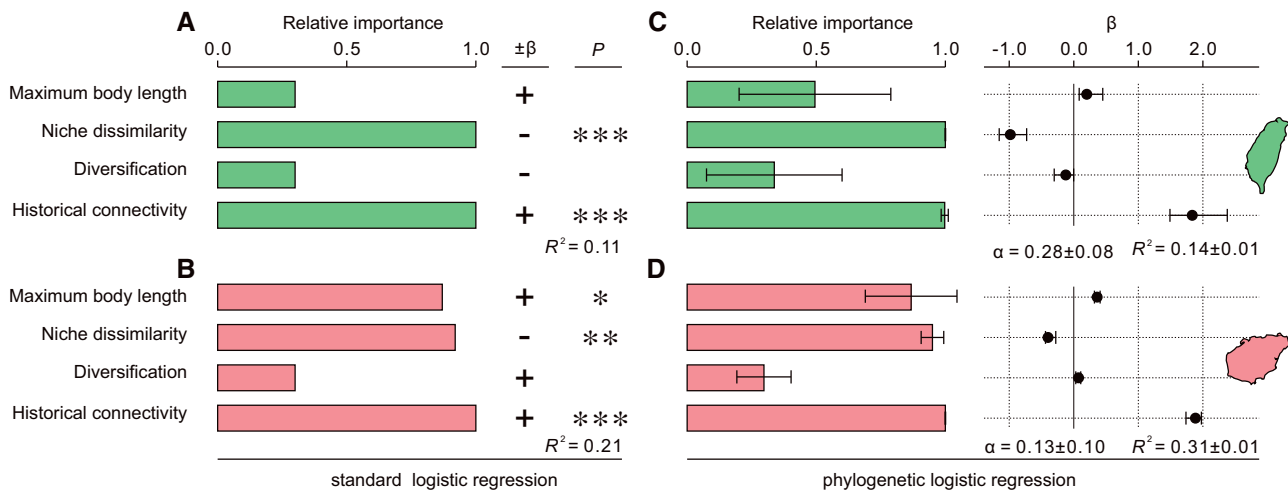 A
Relative importance
0.0 0.5 1.0
±β
P
Maximum body length
+
Niche dissimilarity
- ***
Diversification
-
Historical connectivity
+ ***
R² = 0.11
B
Maximum body length
+ *
Niche dissimilarity
- **
Diversification
+
Historical connectivity
+ ***
R² = 0.21
standard logistic regression
C
Relative importance
0.0 0.5 1.0
β
-1.0 0.0 1.0 2.0
α = 0.28±0.08 R² = 0.14±0.01
D
α = 0.13±0.10 R² = 0.31±0.01
phylogenetic logistic regression